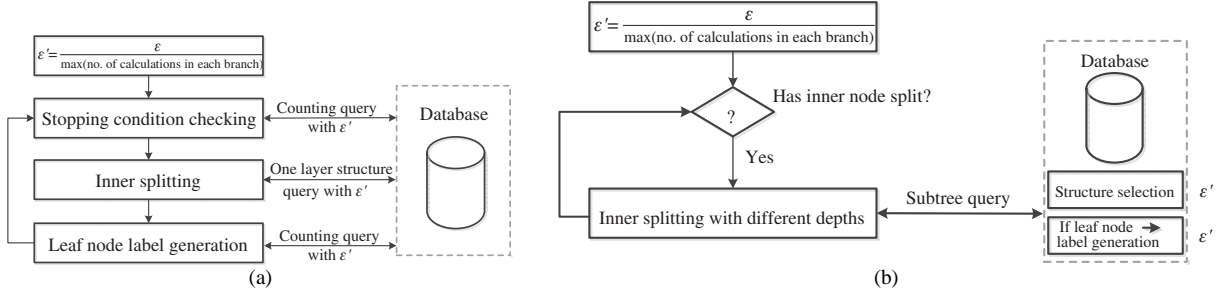 ε'= ε
max(no. of calculations in each branch)
Stopping condition checking
Counting query
with ε'
Database
Inner splitting
One layer structure
query with ε'
Leaf node label generation
Counting query
with ε'
(a)
ε'= ε
max(no. of calculations in each branch)
Has inner node split?
?
Yes
Inner splitting with different depths
Subtree query
Database
Structure selection ε'
If leaf node
label generation ε'
(b)